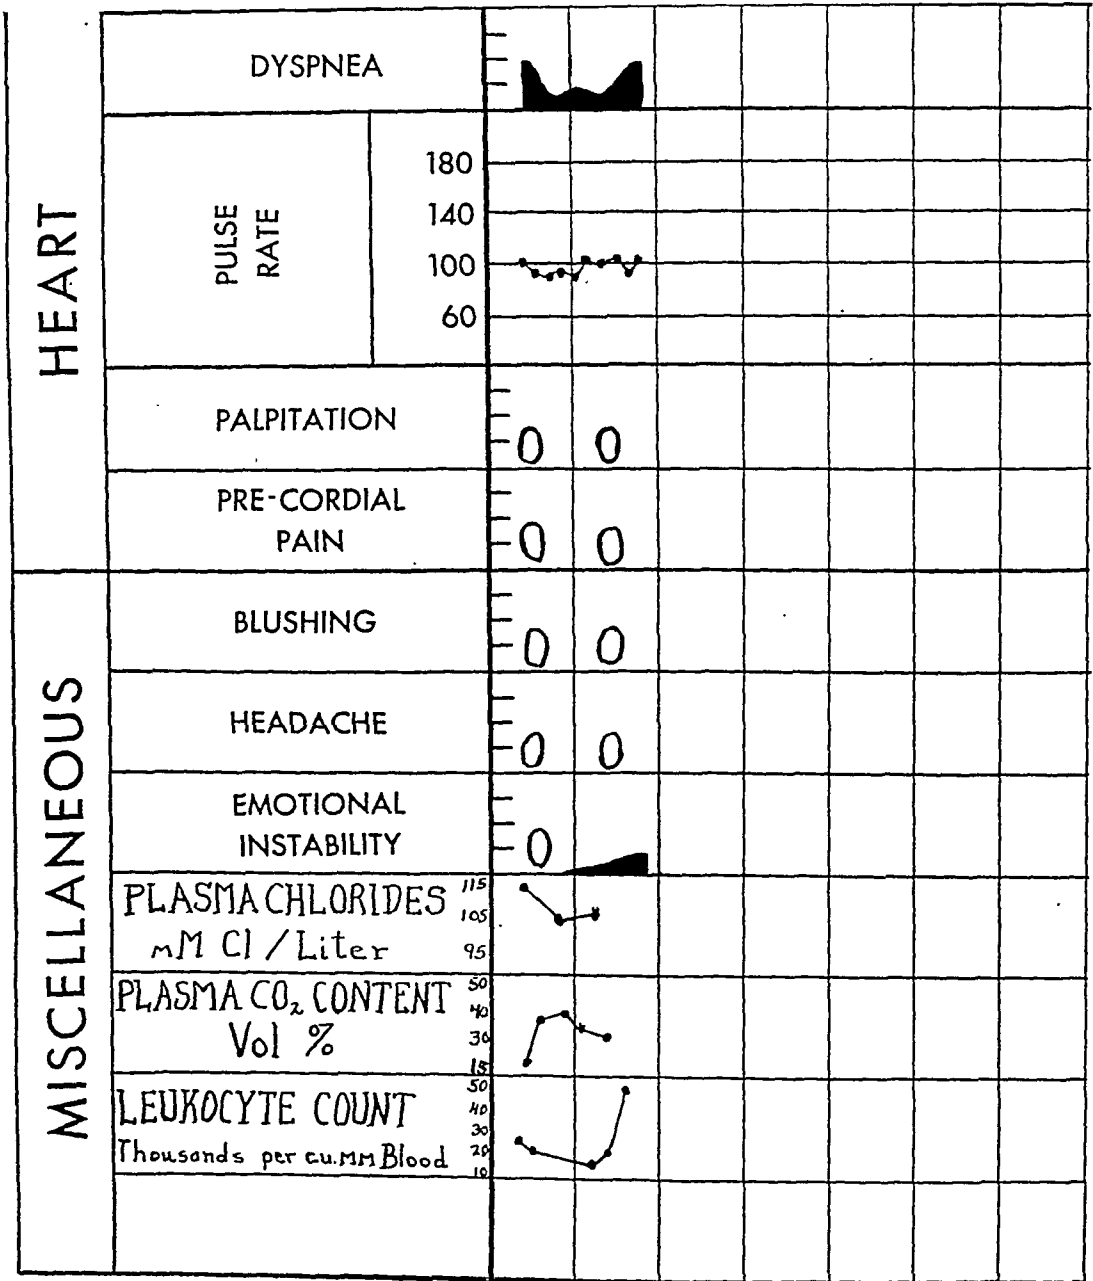 HEART
DYSPNEA
PULSE
RATE
180
140
100
60
PALPITATION
0 0
PRE-CORDIAL
PAIN
0 0
MISCELLANEOUS
BLUSHING
0 0
HEADACHE
0 0
EMOTIONAL
INSTABILITY
0
PLASMA CHLORIDES
mM Cl / Liter
115
105
95
PLASMA CO₂ CONTENT
Vol %
50
40
30
15
LEUKOCYTE COUNT
Thousands per cu.MM Blood
50
40
30
20
10